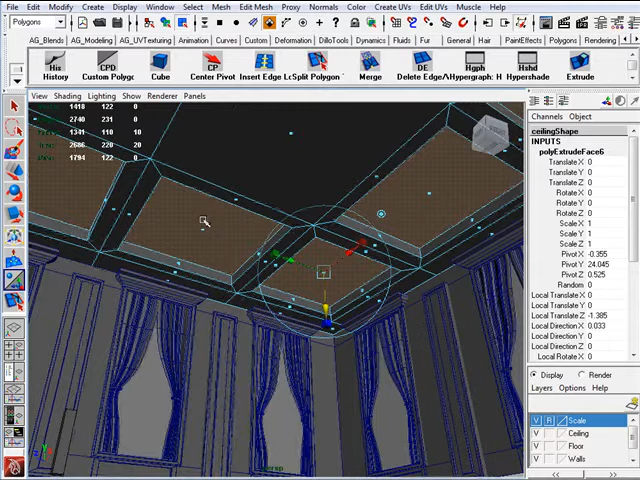 File Edit Modify Create Display Window Select Mesh Edit Mesh Proxy Normals Color Create UVs Edit UVs Muscle Help
Polygons
AG_Blends AG_Modeling AG_UVTexturing Animation Curves Custom Deformation DilloTools Dynamics Fluids Fur General Hair PaintEffects Polygons Rendering
His CPD CP DE Hgph Hshd
History Custom Polygo Cube Center Pivot Insert Edge Lo Split Polygon Merge Delete Edge/ Hypergraph: H Hypershade Extrude
View Shading Lighting Show Renderer Panels
1418 122 0
2740 231 0
1341 110 10
2686 220 20
1794 122 0
persp
Channels Object
ceilingShape
INPUTS
polyExtrudeFace6
Translate X 0
Translate Y 0
Translate Z 0
Rotate X 0
Rotate Y 0
Rotate Z 0
Scale X 1
Scale Y 1
Scale Z 1
Pivot X -0.355
Pivot Y 24.045
Pivot Z 0.525
Random 0
Local Translate X 0
Local Translate Y 0
Local Translate Z -1.385
Local Direction X 0.033
Local Direction Y 0
Local Direction Z 0
Local Rotate X 0
Display Render
Layers Options Help
V R Scale
V Ceiling
V Floor
V Walls